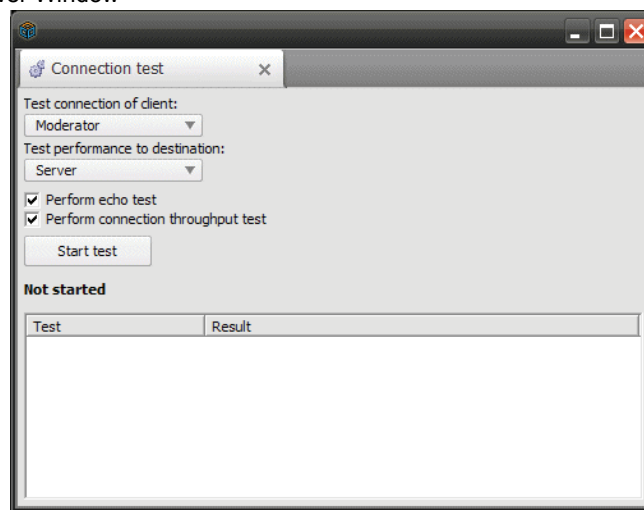 Connection test
Test connection of client:
Moderator
Test performance to destination:
Server
Perform echo test
Perform connection throughput test
Start test
Not started
Test Result